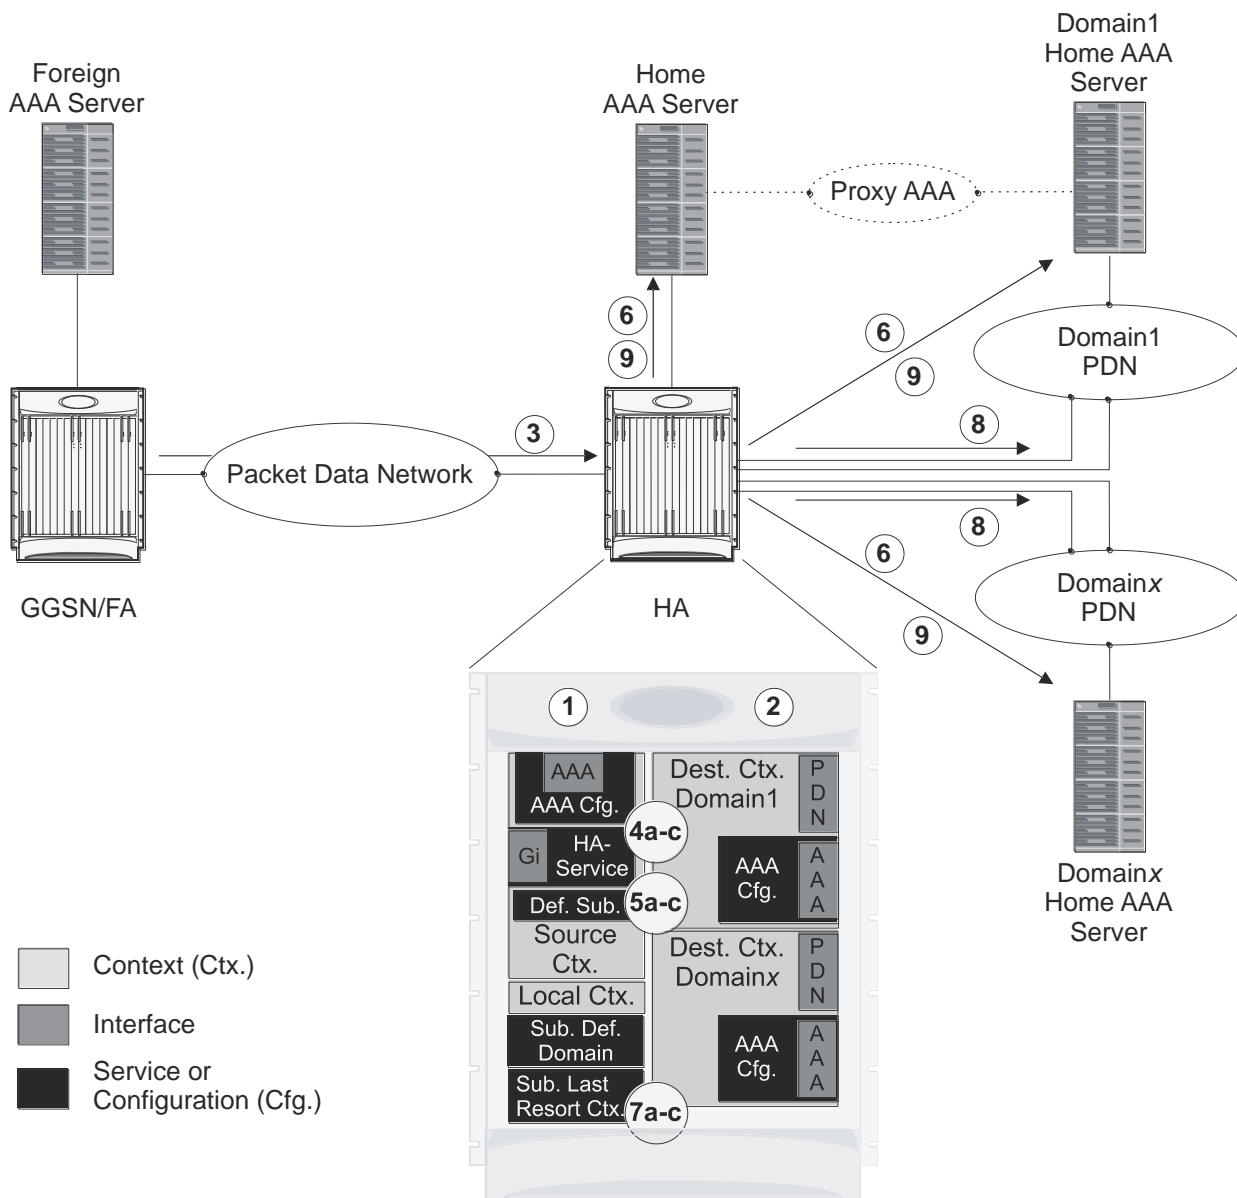 Domain1
Home AAA
Server
Foreign
AAA Server
Home
AAA Server
Proxy AAA
6
9
6
9
Domain1
PDN
3
8
Packet Data Network
8
6
9
Domainx
PDN
GGSN/FA
HA
1
2
AAA
AAA Cfg.
Dest. Ctx.
Domain1
P
D
N
4a-c
Gi
HA-
Service
AAA
Cfg.
A
A
A
Def. Sub.
5a-c
Source
Ctx.
Dest. Ctx.
Domainx
P
D
N
Local Ctx.
Sub. Def.
Domain
AAA
Cfg.
A
A
A
Sub. Last
Resort Ctx.
7a-c
Domainx
Home AAA
Server
Context (Ctx.)
Interface
Service or
Configuration (Cfg.)